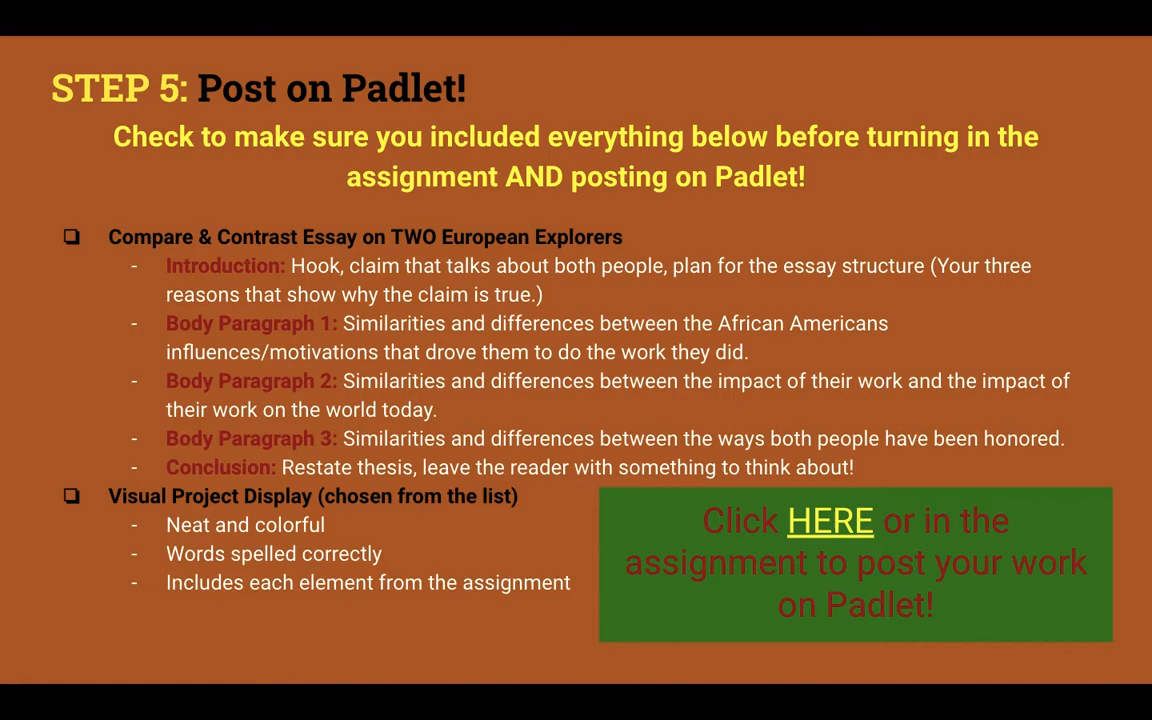 STEP 5: Post on Padlet!
Check to make sure you included everything below before turning in the
assignment AND posting on Padlet!
❏ Compare & Contrast Essay on TWO European Explorers
- Introduction: Hook, claim that talks about both people, plan for the essay structure (Your three
reasons that show why the claim is true.)
- Body Paragraph 1: Similarities and differences between the African Americans
influences/motivations that drove them to do the work they did.
- Body Paragraph 2: Similarities and differences between the impact of their work and the impact of
their work on the world today.
- Body Paragraph 3: Similarities and differences between the ways both people have been honored.
- Conclusion: Restate thesis, leave the reader with something to think about!
❏ Visual Project Display (chosen from the list)
- Neat and colorful
- Words spelled correctly
- Includes each element from the assignment
Click HERE or in the
assignment to post your work
on Padlet!